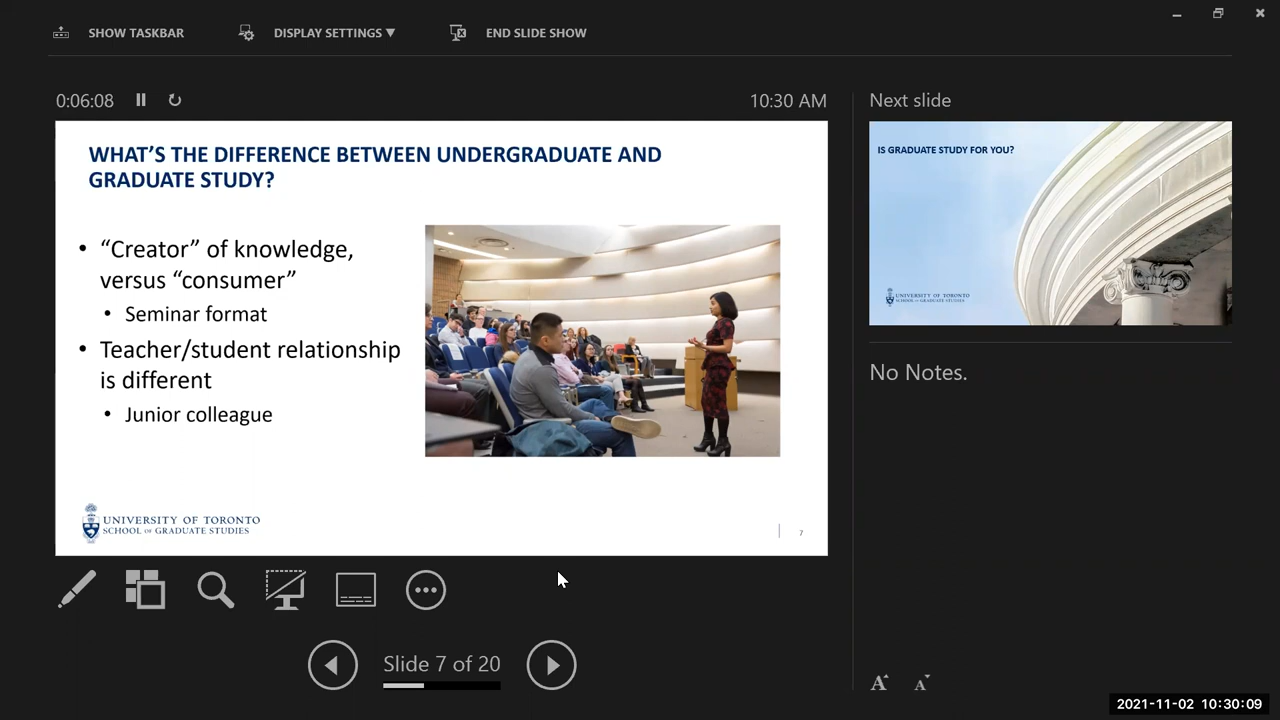 SHOW TASKBAR
DISPLAY SETTINGS ▼
END SLIDE SHOW
0:06:08
10:30 AM
WHAT’S THE DIFFERENCE BETWEEN UNDERGRADUATE AND
GRADUATE STUDY?
• “Creator” of knowledge,
versus “consumer”
• Seminar format
• Teacher/student relationship
is different
• Junior colleague
UNIVERSITY OF TORONTO
SCHOOL OF GRADUATE STUDIES
7
Slide 7 of 20
Next slide
IS GRADUATE STUDY FOR YOU?
UNIVERSITY OF TORONTO
SCHOOL OF GRADUATE STUDIES
No Notes.
A A
2021-11-02 10:30:09